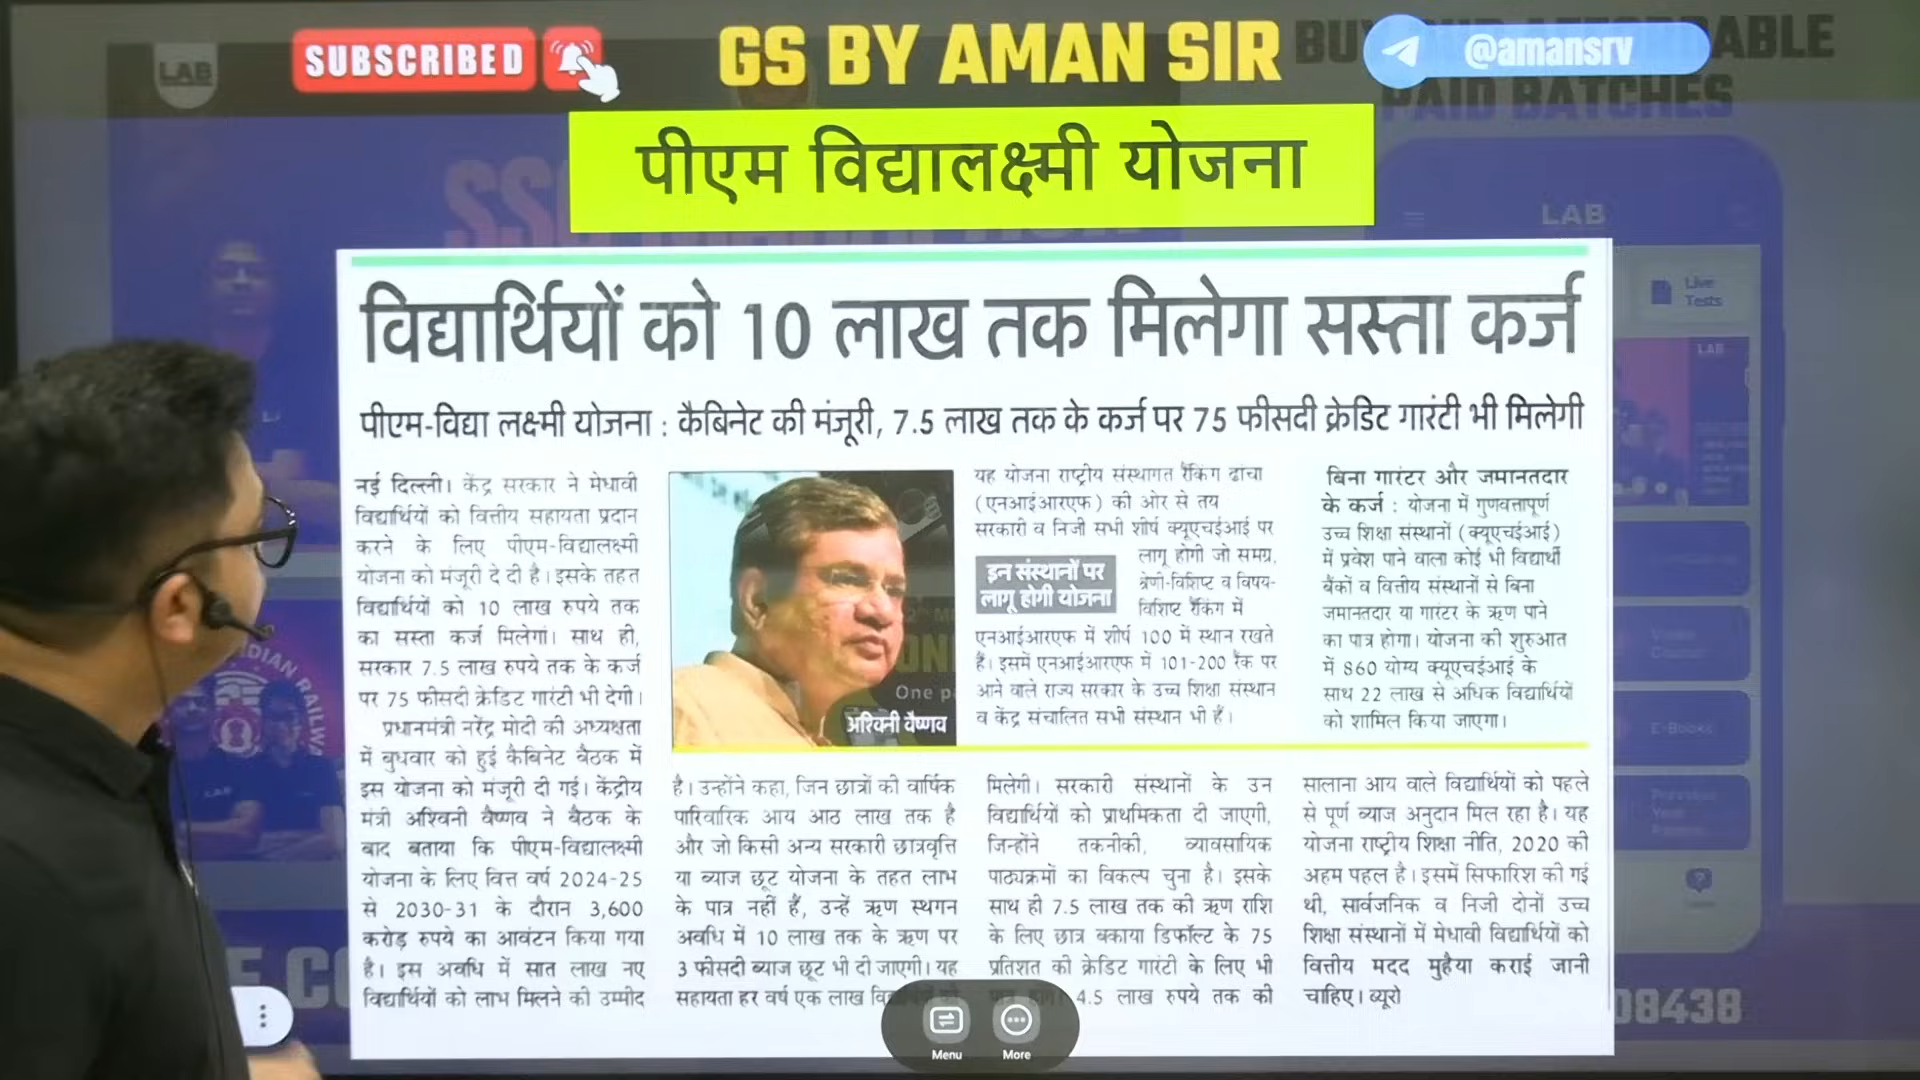 LAB
SUBSCRIBED
GS BY AMAN SIR
@amansrv
ABLE
PAID BATCHES
पीएम विद्यालक्ष्मी योजना
LAB
Live
Tests
LAB
विद्यार्थियों को 10 लाख तक मिलेगा सस्ता कर्ज
पीएम-विद्या लक्ष्मी योजना : कैबिनेट की मंजूरी, 7.5 लाख तक के कर्ज पर 75 फीसदी क्रेडिट गारंटी भी मिलेगी
नई दिल्ली। केंद्र सरकार ने मेधावी
विद्यार्थियों को वित्तीय सहायता प्रदान
करने के लिए पीएम-विद्यालक्ष्मी
योजना को मंजूरी दे दी है। इसके तहत
विद्यार्थियों को 10 लाख रुपये तक
का सस्ता कर्ज मिलेगा। साथ ही,
सरकार 7.5 लाख रुपये तक के कर्ज
पर 75 फीसदी क्रेडिट गारंटी भी देगी।
प्रधानमंत्री नरेंद्र मोदी की अध्यक्षता
में बुधवार को हुई कैबिनेट बैठक में
इस योजना को मंजूरी दी गई। केंद्रीय
मंत्री अश्विनी वैष्णव ने बैठक के
बाद बताया कि पीएम-विद्यालक्ष्मी
योजना के लिए वित्त वर्ष 2024-25
से 2030-31 के दौरान 3,600
करोड़ रुपये का आवंटन किया गया
है। इस अवधि में सात लाख नए
विद्यार्थियों को लाभ मिलने की उम्मीद
One p
अश्विनी वैष्णव
है। उन्होंने कहा, जिन छात्रों की वार्षिक
पारिवारिक आय आठ लाख तक है
और जो किसी अन्य सरकारी छात्रवृत्ति
या ब्याज छूट योजना के तहत लाभ
के पात्र नहीं हैं, उन्हें ऋण स्थगन
अवधि में 10 लाख तक के ऋण पर
3 फीसदी ब्याज छूट भी दी जाएगी। यह
सहायता हर वर्ष एक लाख
यह योजना राष्ट्रीय संस्थागत रैंकिंग ढांचा
(एनआईआरएफ) की ओर से तय
सरकारी व निजी सभी शीर्ष क्यूएचईआई पर
लागू होगी जो समग्र,
श्रेणी-विशिष्ट व विषय-
विशिष्ट रैंकिंग में
इन संस्थानों पर
लागू होगी योजना
एनआईआरएफ में शीर्ष 100 में स्थान रखते
हैं। इसमें एनआईआरएफ में 101-200 रैंक पर
आने वाले राज्य सरकार के उच्च शिक्षा संस्थान
व केंद्र संचालित सभी संस्थान भी हैं।
मिलेगी। सरकारी संस्थानों के उन
विद्यार्थियों को प्राथमिकता दी जाएगी,
जिन्होंने तकनीकी, व्यावसायिक
पाठ्यक्रमों का विकल्प चुना है। इसके
साथ ही 7.5 लाख तक की ऋण राशि
के लिए छात्र बकाया डिफॉल्ट के 75
प्रतिशत की क्रेडिट गारंटी के लिए भी
4.5 लाख रुपये तक की
बिना गारंटर और जमानतदार
के कर्ज : योजना में गुणवत्तापूर्ण
उच्च शिक्षा संस्थानों (क्यूएचईआई)
में प्रवेश पाने वाला कोई भी विद्यार्थी
बैंकों व वित्तीय संस्थानों से बिना
जमानतदार या गारंटर के ऋण पाने
का पात्र होगा। योजना की शुरुआत
में 860 योग्य क्यूएचईआई के
साथ 22 लाख से अधिक विद्यार्थियों
को शामिल किया जाएगा।
सालाना आय वाले विद्यार्थियों को पहले
से पूर्ण ब्याज अनुदान मिल रहा है। यह
योजना राष्ट्रीय शिक्षा नीति, 2020 की
अहम पहल है। इसमें सिफारिश की गई
थी, सार्वजनिक व निजी दोनों उच्च
शिक्षा संस्थानों में मेधावी विद्यार्थियों को
वित्तीय मदद मुहैया कराई जानी
चाहिए। ब्यूरो
E-Books
08438
Menu
More